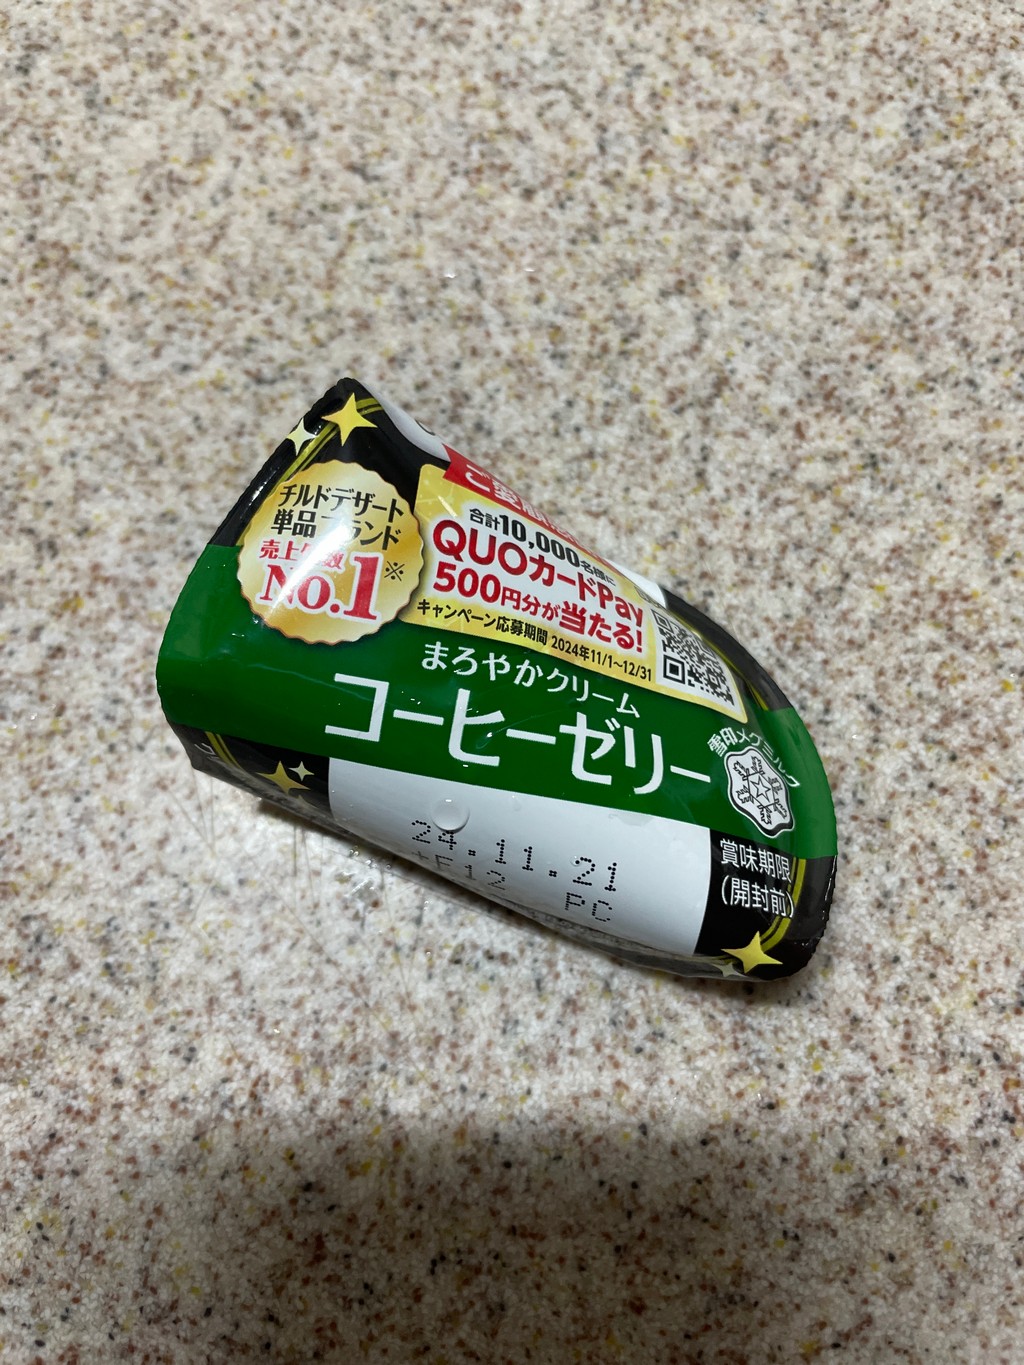 チルドデザート
単品ブランド
売上個数
No.1※
合計10,000名様に
QUOカードPay
500円分が当たる!
キャンペーン応募期間 2024年11/1~12/31
まろやかクリーム
コーヒーゼリー
雪印メグミルク
24.11.21
F12 PC
賞味期限
(開封前)